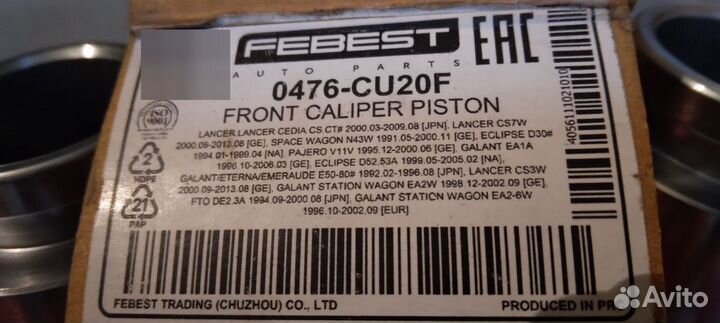 FEBEST
EAC
AUTO PARTS
0476-CU20F
FRONT CALIPER PISTON
ISO
9001
LANCER,LANCER CEDIA CS.CT# 2000.03-2009.08 [JPN], LANCER CS7W
2000.09-2013.08 [GE], SPACE WAGON N43W 1991.05-2000.11 [GE], ECLIPSE D30#
1994.01-1999.04 [NA], PAJERO V11V 1995.12-2000.06 [GE], GALANT EA1A
1996.10-2006.03 [GE], ECLIPSE D52,53A 1999.05-2005.02 [NA],
GALANT/ETERNA/EMERAUDE E50-80# 1992.02-1996.08 [JPN], LANCER CS3W
2000.09-2013.08 [GE], GALANT STATION WAGON EA2W 1998.12-2002.09 [GE],
FTO DE2.3A 1994.09-2000.08 [JPN], GALANT STATION WAGON EA2-6W
1996.10-2002.09 [EUR]
2
HDPE
21
PAP
4056111021010
FEBEST TRADING (CHUZHOU) CO., LTD
PRODUCED IN
Avito